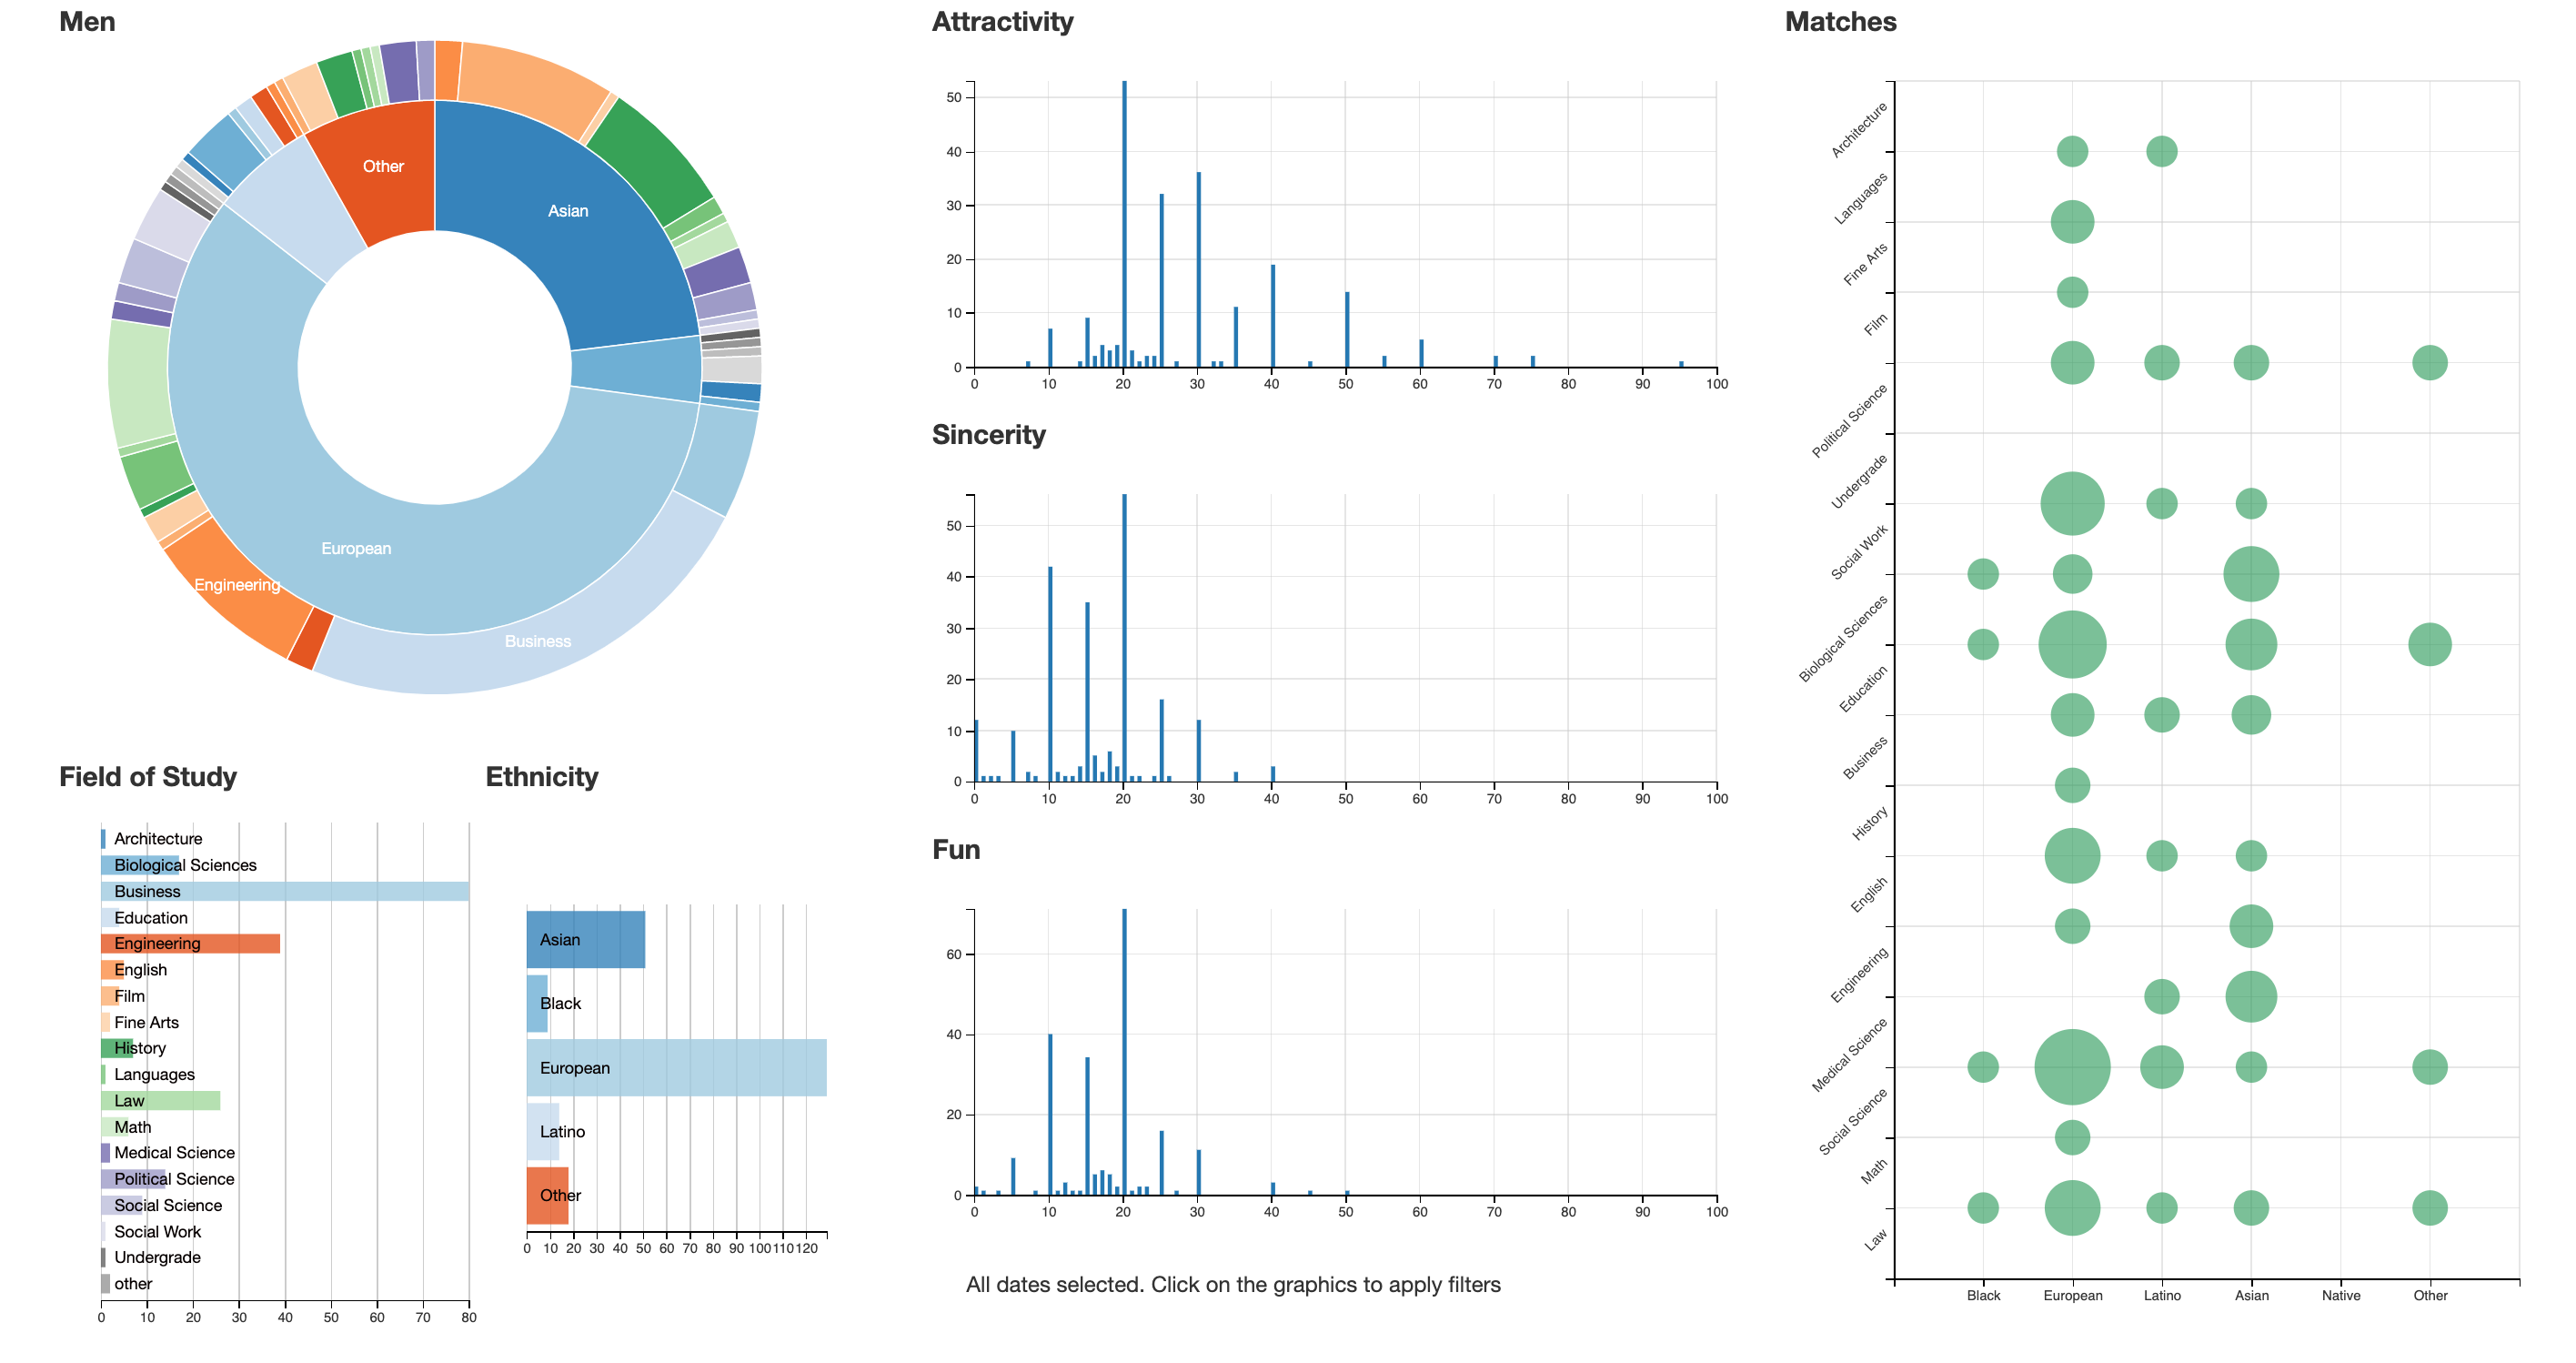 Men
Other
Asian
European
Engineering
Business
Field of Study
Architecture
Biological Sciences
Business
Education
Engineering
English
Film
Fine Arts
History
Languages
Law
Math
Medical Science
Political Science
Social Science
Social Work
Undergrade
other
0 10 20 30 40 50 60 70 80
Ethnicity
Asian
Black
European
Latino
Other
0 10 20 30 40 50 60 70 80 90 100 110 120
Attractivity
50
40
30
20
10
0
0 10 20 30 40 50 60 70 80 90 100
Sincerity
50
40
30
20
10
0
0 10 20 30 40 50 60 70 80 90 100
Fun
60
40
20
0
0 10 20 30 40 50 60 70 80 90 100
All dates selected. Click on the graphics to apply filters
Matches
Architecture
Languages
Fine Arts
Film
Political Science
Undergrade
Social Work
Biological Sciences
Education
Business
History
English
Engineering
Medical Science
Social Science
Math
Law
Black European Latino Asian Native Other